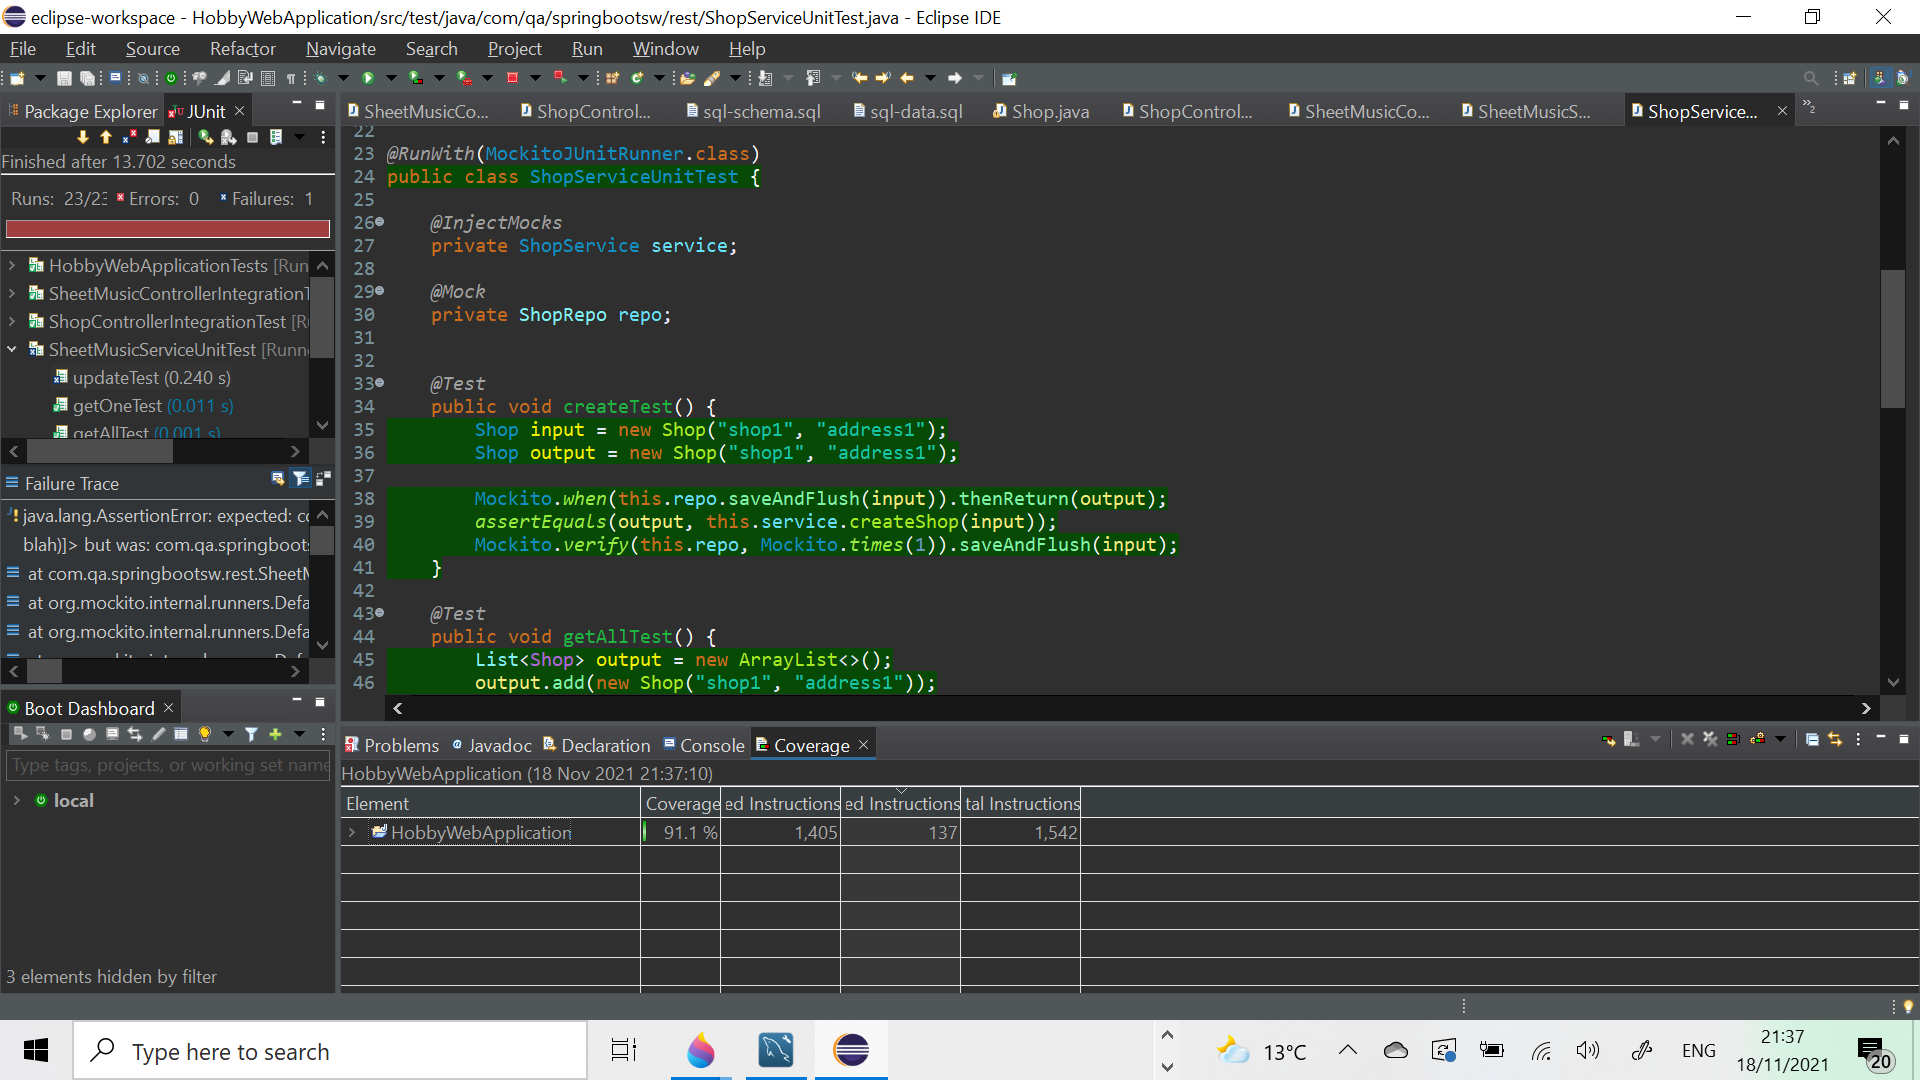 eclipse-workspace - HobbyWebApplication/src/test/java/com/qa/springbootsw/rest/ShopServiceUnitTest.java - Eclipse IDE
File Edit Source Refactor Navigate Search Project Run Window Help
Package Explorer JUnit
SheetMusicCo... ShopControl... sql-schema.sql sql-data.sql Shop.java ShopControl... SheetMusicCo... SheetMusicS... ShopService... 2
Finished after 13.702 seconds
Runs: 23/23 Errors: 0 Failures: 1
HobbyWebApplicationTests [Run
SheetMusicControllerIntegrationT
ShopControllerIntegrationTest [R
SheetMusicServiceUnitTest [Runn
updateTest (0.240 s)
getOneTest (0.011 s)
getAllTest (0.001 s)
Failure Trace
java.lang.AssertionError: expected: co
blah)]> but was: com.qa.springboots
at com.qa.springbootsw.rest.SheetM
at org.mockito.internal.runners.Defa
at org.mockito.internal.runners.Defa
22
23 @RunWith(MockitoJUnitRunner.class)
24 public class ShopServiceUnitTest {
25
26 @InjectMocks
27 private ShopService service;
28
29 @Mock
30 private ShopRepo repo;
31
32
33 @Test
34 public void createTest() {
35 Shop input = new Shop("shop1", "address1");
36 Shop output = new Shop("shop1", "address1");
37
38 Mockito.when(this.repo.saveAndFlush(input)).thenReturn(output);
39 assertEquals(output, this.service.createShop(input));
40 Mockito.verify(this.repo, Mockito.times(1)).saveAndFlush(input);
41 }
42
43 @Test
44 public void getAllTest() {
45 List<Shop> output = new ArrayList<>();
46 output.add(new Shop("shop1", "address1"));
Boot Dashboard
Type tags, projects, or working set name
local
3 elements hidden by filter
Problems Javadoc Declaration Console Coverage
HobbyWebApplication (18 Nov 2021 21:37:10)
Element Coverage ed Instructions ed Instructions tal Instructions
HobbyWebApplication 91.1 % 1,405 137 1,542
Type here to search
13°C
ENG
21:37
18/11/2021
20